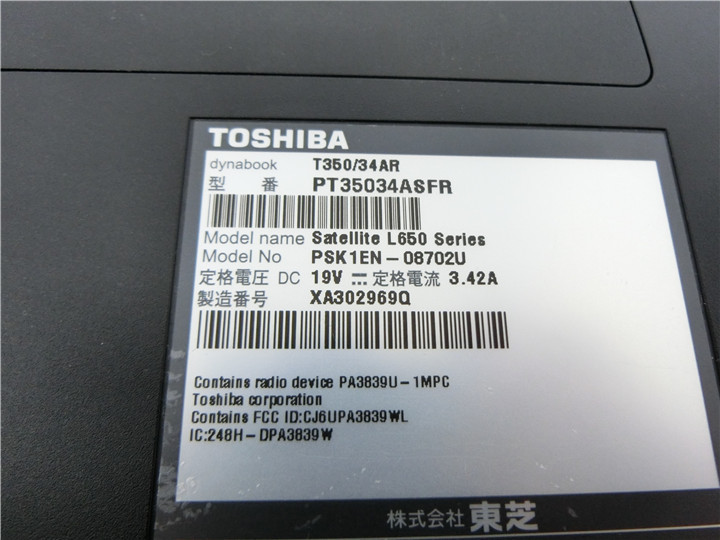 TOSHIBA
dynabook T350/34AR
型 番 PT35034ASFR
Model name Satellite L650 Series
Model No PSK1EN-08702U
定格電圧 DC 19V ⎓ 定格電流 3.42A
製造番号 XA302969Q
Contains radio device PA3839U-1MPC
Toshiba corporation
Contains FCC ID:CJ6UPA3839WL
IC:248H-DPA3839W
株式会社 東芝